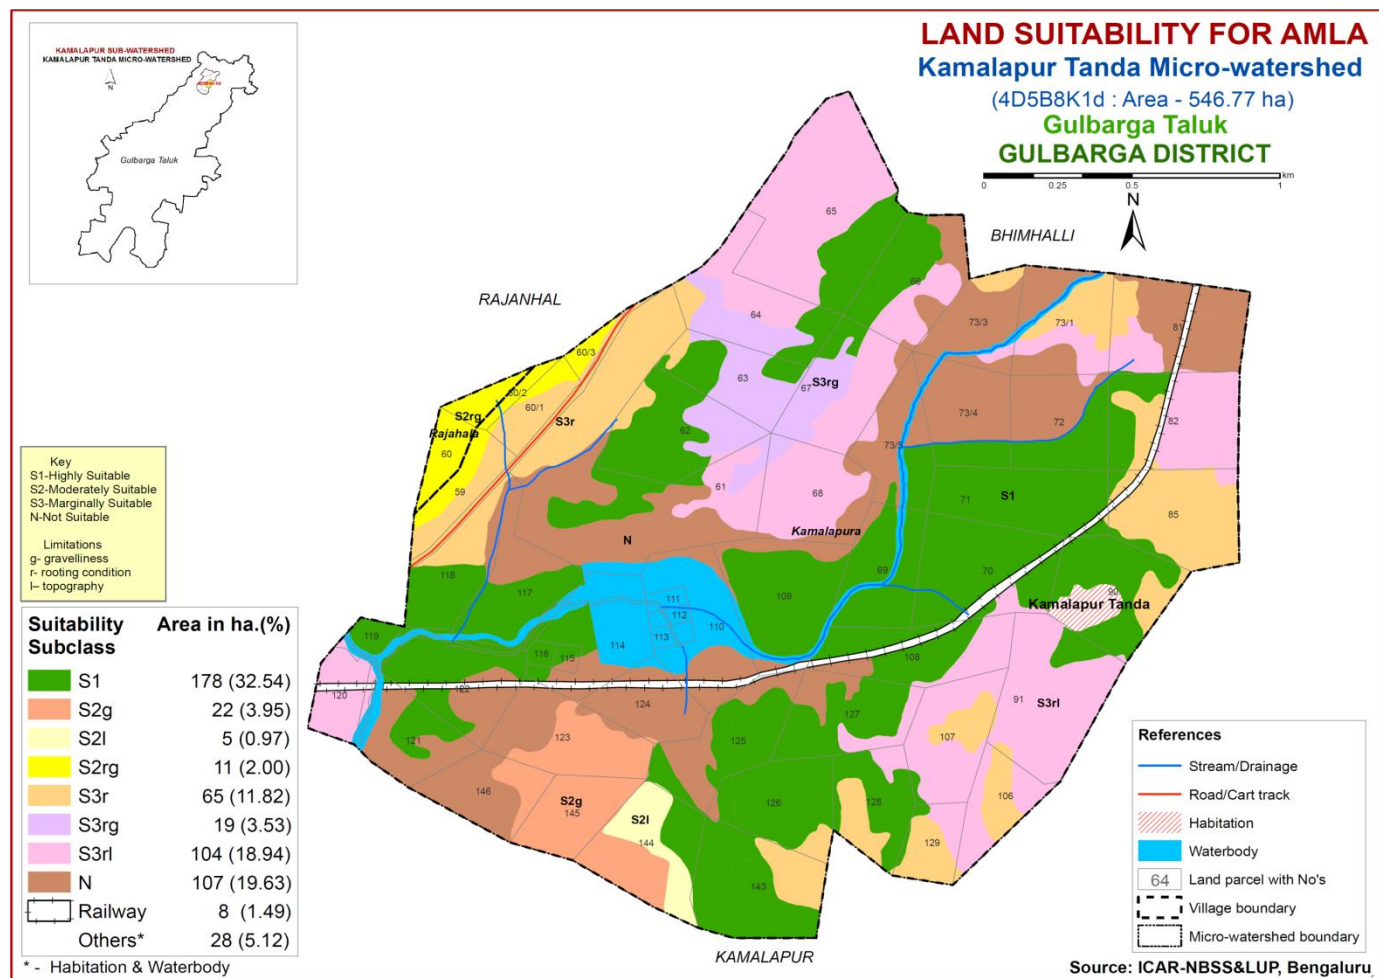 LAND SUITABILITY FOR AMLA
Kamalapur Tanda Micro-watershed
(4D5B8K1d : Area - 546.77 ha)
Gulbarga Taluk
GULBARGA DISTRICT
0 0.25 0.5 1 km
N
KAMALAPUR SUB-WATERSHED
KAMALAPUR TANDA MICRO-WATERSHED
N
Gulbarga Taluk
BHIMHALLI
RAJANHAL
65
66
64
73/3
73/1
81
60/3
63
S3rg
67
60/2
60/1
S2rg
S3r
Rajahala
62
73/4
72
82
73/5
60
59
61
68
71
S1
85
Kamalapura
N
118
117
109
69
70
90
Kamalapur Tanda
111
112
113
110
114
119
116
115
108
120
122
124
91
S3rl
127
121
123
125
107
146
S2g
145
126
128
106
S2l
144
129
143
KAMALAPUR
Key
S1-Highly Suitable
S2-Moderately Suitable
S3-Marginally Suitable
N-Not Suitable
Limitations
g- gravelliness
r- rooting condition
l– topography
Suitability Subclass Area in ha.(%)
S1 178 (32.54)
S2g 22 (3.95)
S2l 5 (0.97)
S2rg 11 (2.00)
S3r 65 (11.82)
S3rg 19 (3.53)
S3rl 104 (18.94)
N 107 (19.63)
Railway 8 (1.49)
Others* 28 (5.12)
* - Habitation & Waterbody
References
Stream/Drainage
Road/Cart track
Habitation
Waterbody
64 Land parcel with No's
Village boundary
Micro-watershed boundary
Source: ICAR-NBSS&LUP, Bengaluru